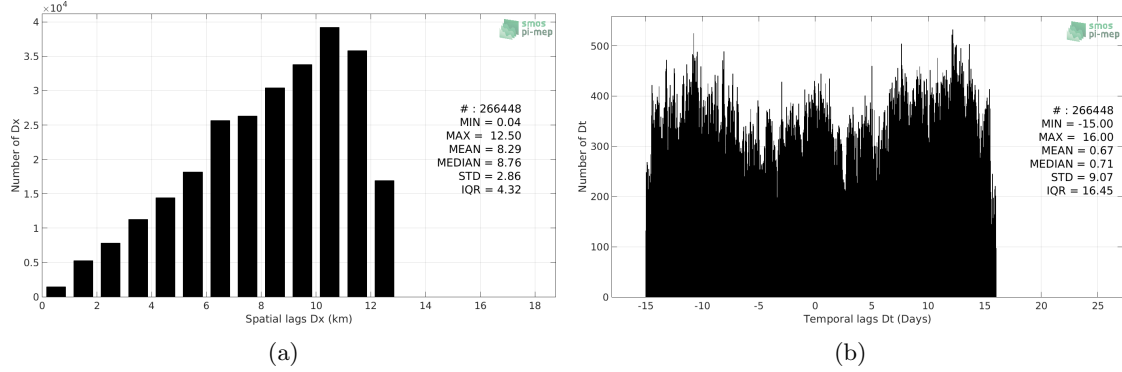 ×10⁴
4
3.5
3
2.5
2
1.5
1
0.5
0
Number of Dx
0 2 4 6 8 10 12 14 16 18
Spatial lags Dx (km)
smos
pi-mep
# : 266448
MIN = 0.04
MAX = 12.50
MEAN = 8.29
MEDIAN = 8.76
STD = 2.86
IQR = 4.32
(a)
500
400
300
200
100
0
Number of Dt
-15 -10 -5 0 5 10 15 20 25
Temporal lags Dt (Days)
smos
pi-mep
# : 266448
MIN = -15.00
MAX = 16.00
MEAN = 0.67
MEDIAN = 0.71
STD = 9.07
IQR = 16.45
(b)